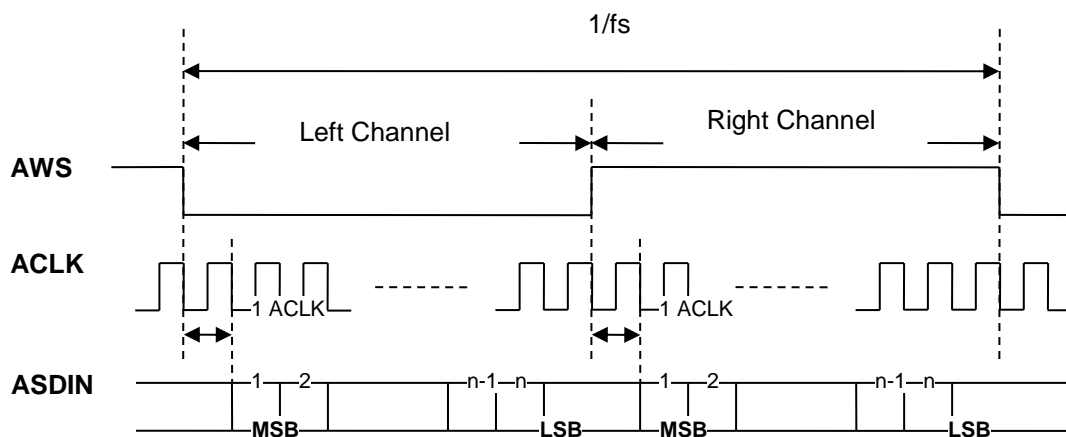 1/fs
Left Channel
Right Channel
AWS
ACLK
1 ACLK
1 ACLK
ASDIN
1 2 n-1 n 1 2 n-1 n
MSB LSB MSB LSB